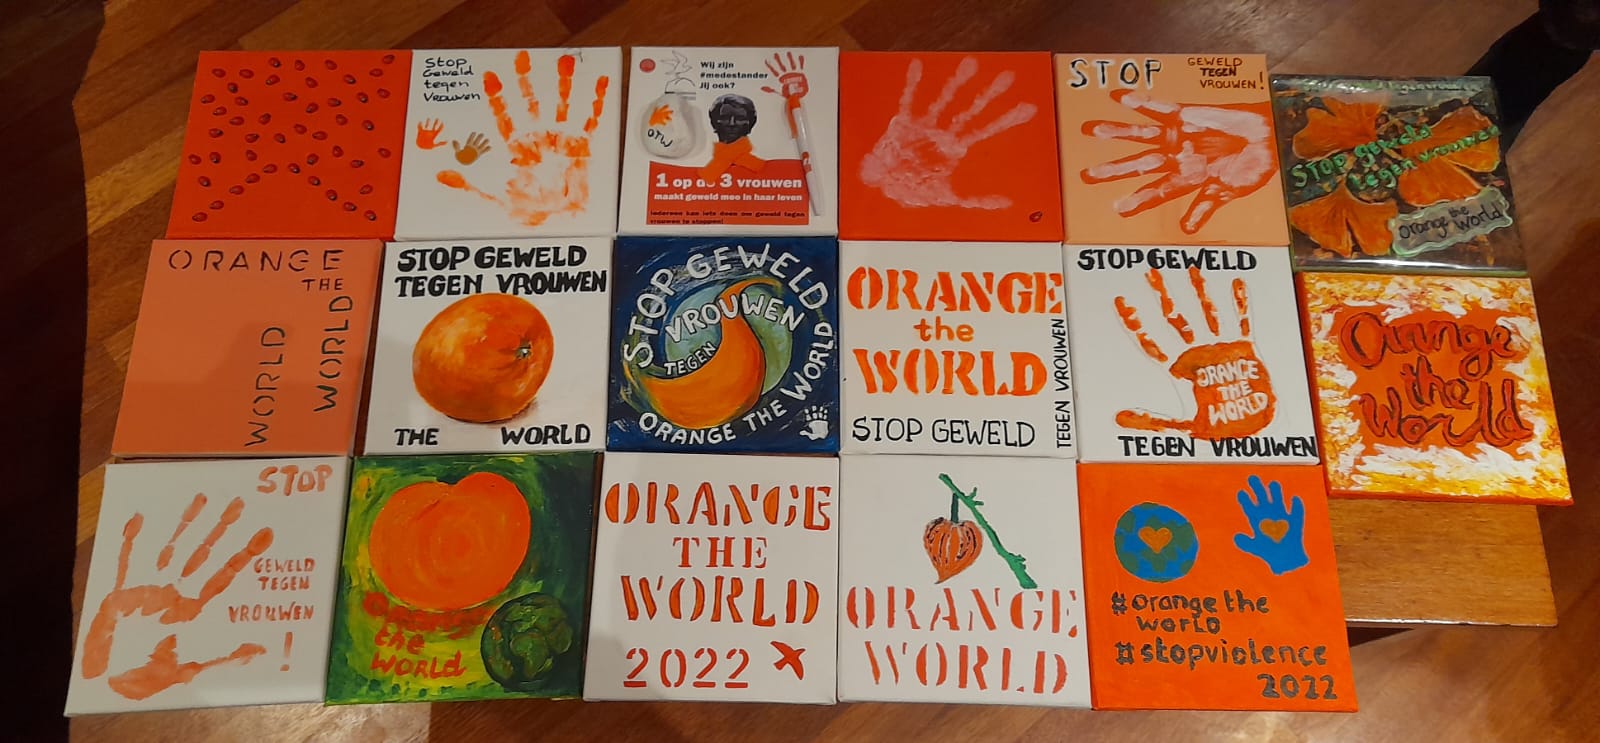 Stop
Geweld
tegen
Vrouwen
Wij zijn
#medestander
Jij ook?
OTW
1 op de 3 vrouwen
maakt geweld mee in haar leven
Iedereen kan iets doen om geweld tegen
vrouwen te stoppen!
STOP
GEWELD
TEGEN
VROUWEN!
STOP geweld
tegen vrouwen
Orange the
World
ORANGE
THE
WORLD
WORLD
STOP GEWELD
TEGEN VROUWEN
THE WORLD
STOP GEWELD
TEGEN
VROUWEN
ORANGE THE WORLD
ORANGE
the
WORLD
STOP GEWELD
TEGEN VROUWEN
STOP GEWELD
ORANGE
THE
WORLD
TEGEN VROUWEN
Orange
the
World
STOP
GEWELD
TEGEN
VROUWEN
!
Orange
the
WORLD
ORANGE
THE
WORLD
2022
ORANGE
WORLD
#orange the
world
#stopviolence
2022